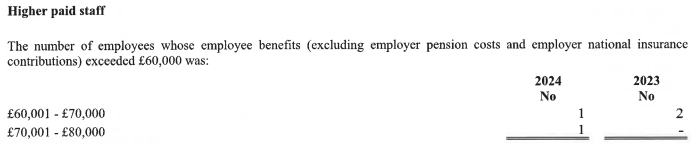 Higher paid staff
The number of employees whose employee benefits (excluding employer pension costs and employer national insurance
contributions) exceeded £60,000 was:
2024 2023
No No
£60,001 - £70,000 1 2
£70,001 - £80,000 1 -